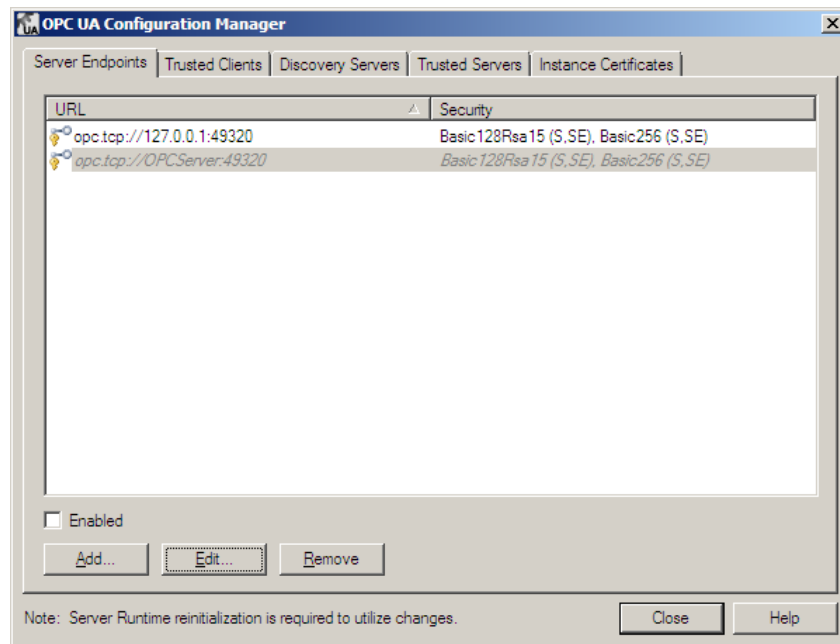 OPC UA Configuration Manager
Server Endpoints Trusted Clients Discovery Servers Trusted Servers Instance Certificates
URL Security
opc.tcp://127.0.0.1:49320 Basic128Rsa15 (S,SE), Basic256 (S,SE)
opc.tcp://OPCServer:49320 Basic128Rsa15 (S,SE), Basic256 (S,SE)
Enabled
Add... Edit... Remove
Note: Server Runtime reinitialization is required to utilize changes. Close Help